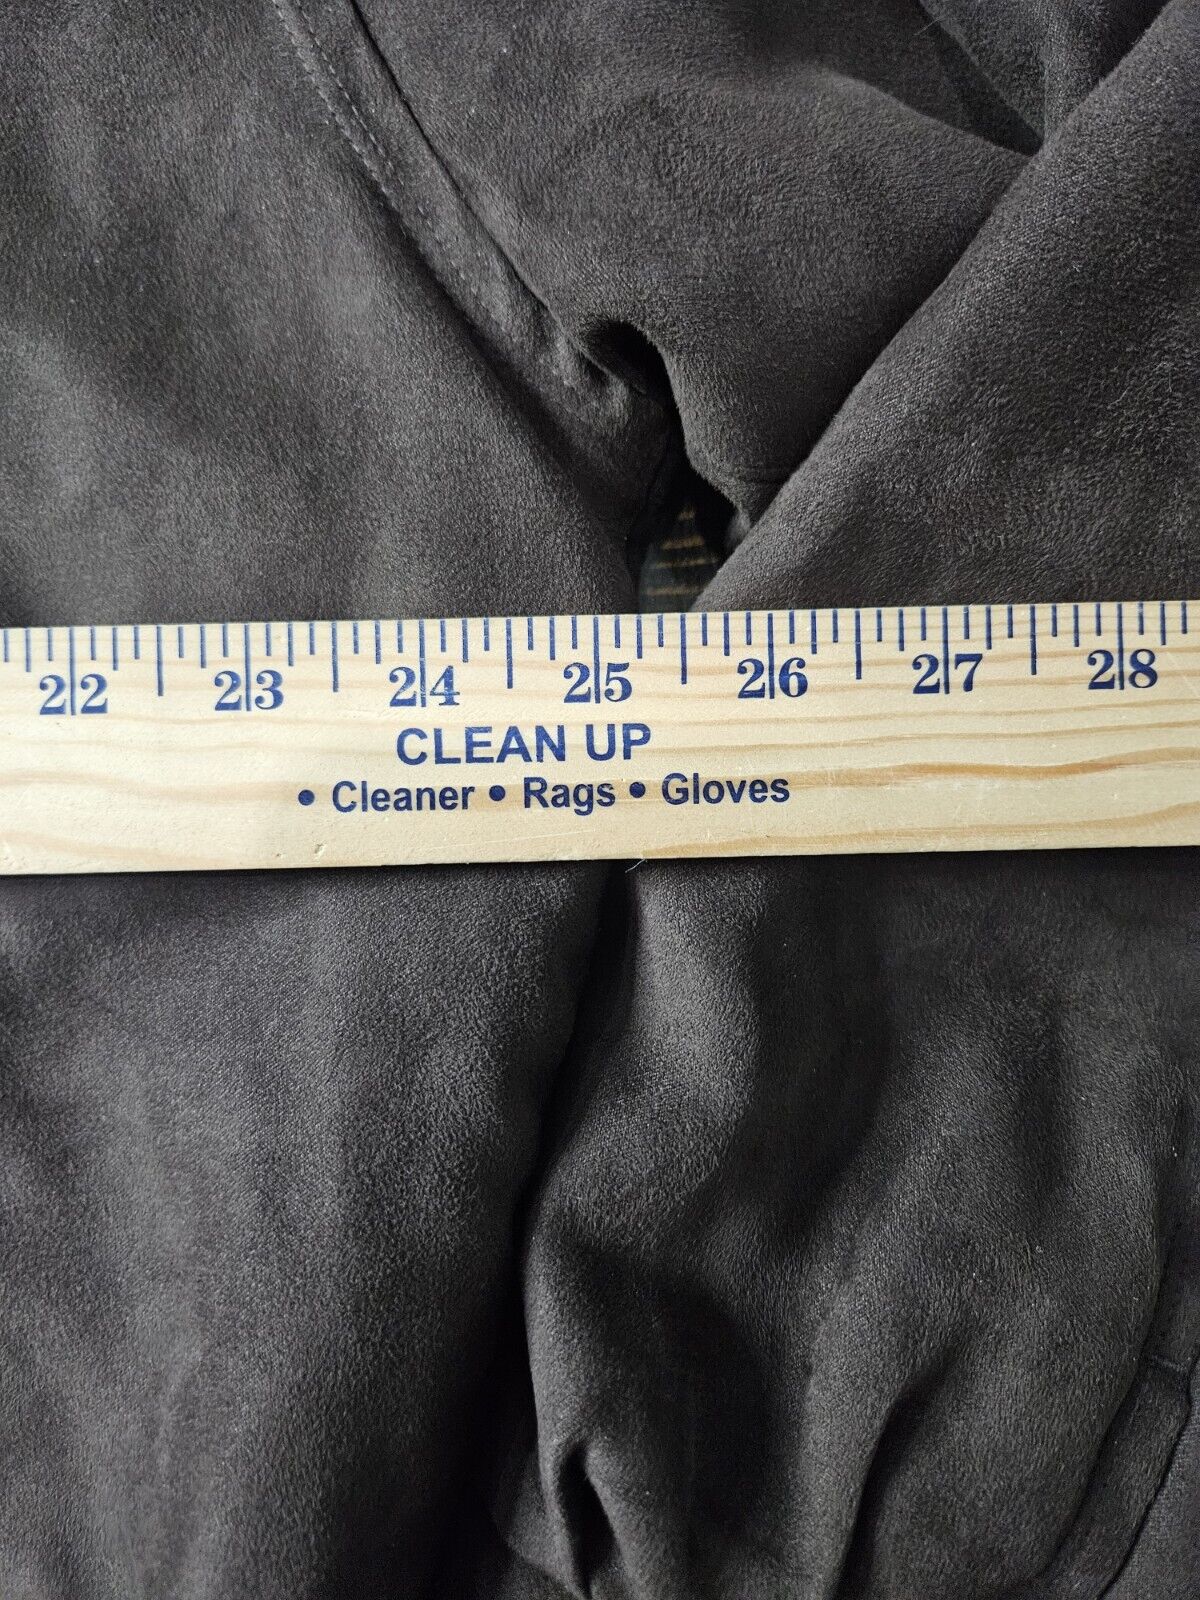 22 23 24 25 26 27 28
CLEAN UP
• Cleaner • Rags • Gloves